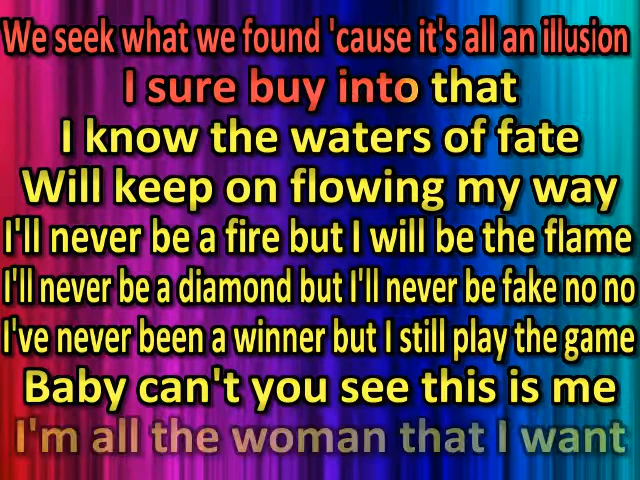 We seek what we found 'cause it's all an illusion
I sure buy into that
I know the waters of fate
Will keep on flowing my way
I'll never be a fire but I will be the flame
I'll never be a diamond but I'll never be fake no no
I've never been a winner but I still play the game
Baby can't you see this is me
I'm all the woman that I want